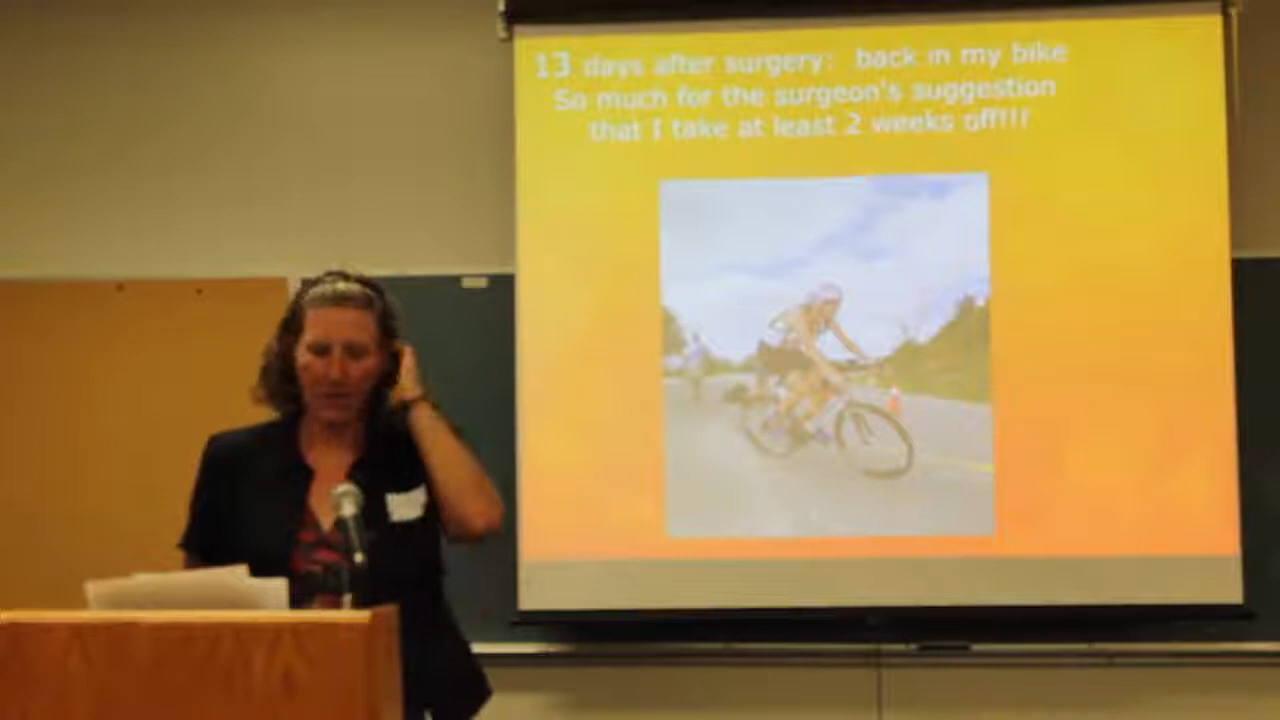 13 days after surgery: back in my bike
So much for the surgeon's suggestion
that I take at least 2 weeks off!!!